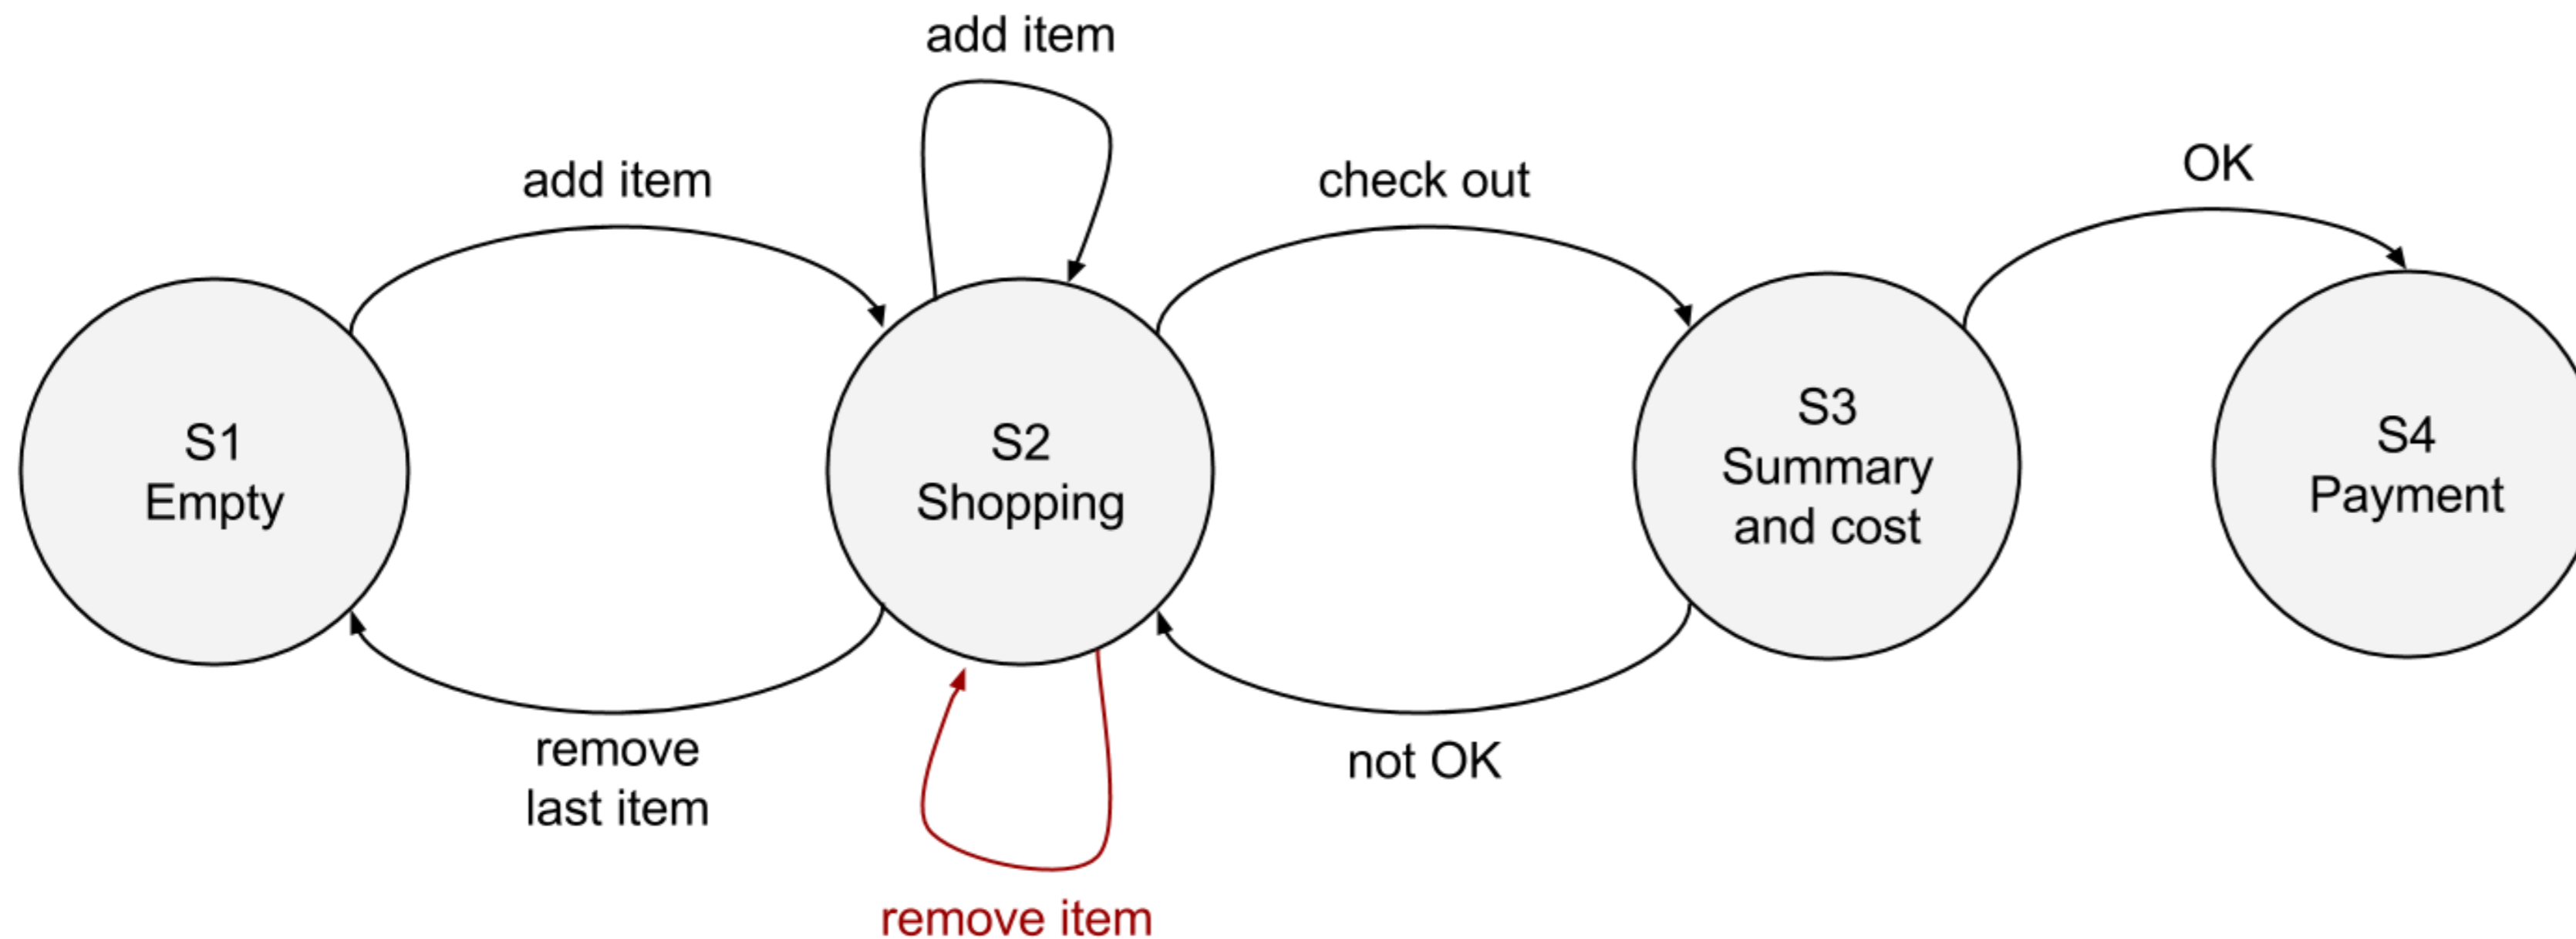 add item
add item
check out
OK
S1
Empty
S2
Shopping
S3
Summary
and cost
S4
Payment
remove
last item
not OK
remove item